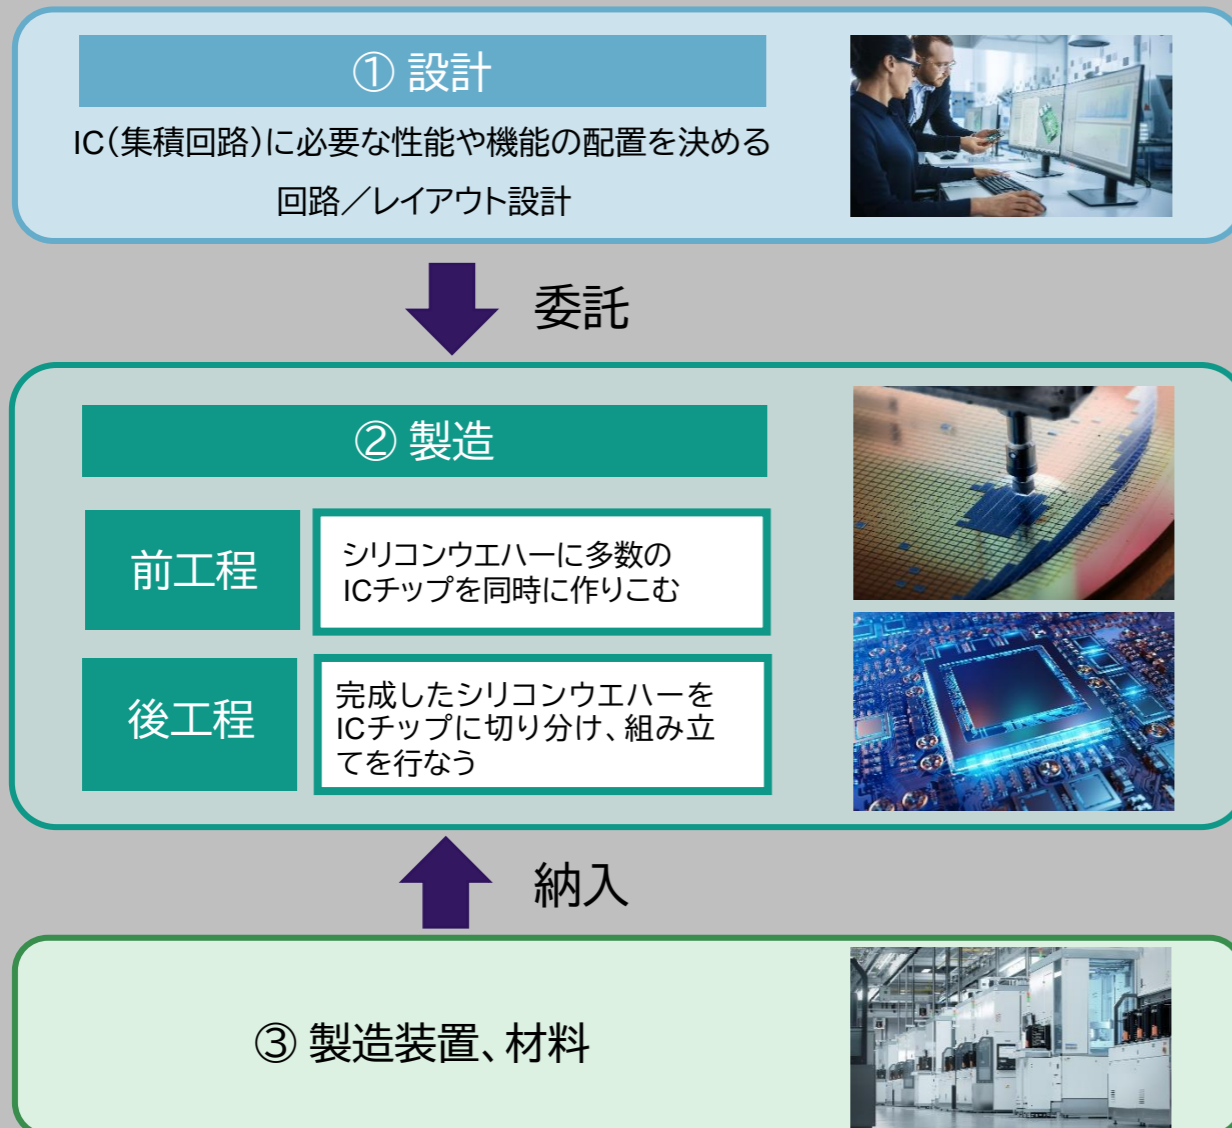 ① 設計
IC(集積回路)に必要な性能や機能の配置を決める
回路／レイアウト設計
委託
② 製造
前工程
シリコンウエハーに多数の
ICチップを同時に作りこむ
後工程
完成したシリコンウエハーを
ICチップに切り分け、組み立
てを行なう
納入
③ 製造装置、材料